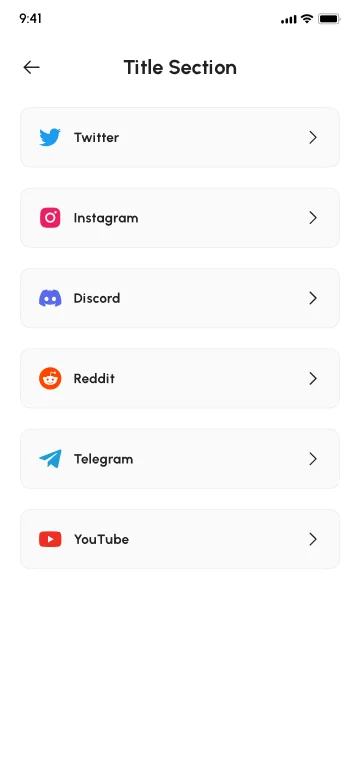 9:41
Title Section
Twitter
Instagram
Discord
Reddit
Telegram
YouTube